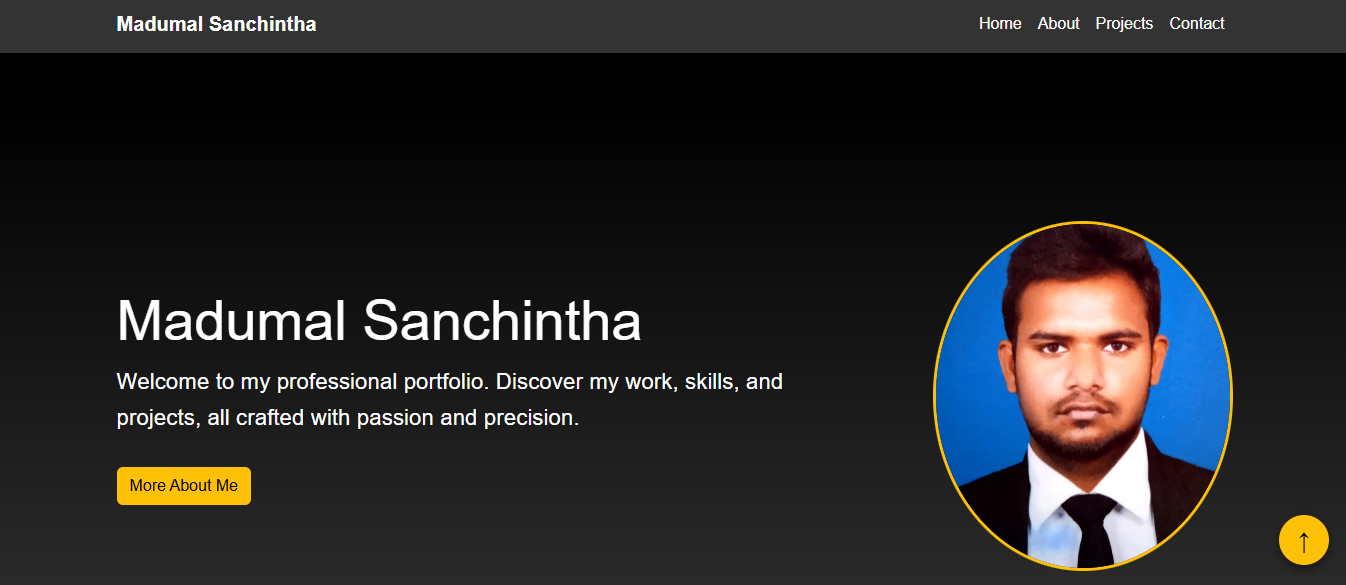 Madumal Sanchintha
Home About Projects Contact
Madumal Sanchintha
Welcome to my professional portfolio. Discover my work, skills, and
projects, all crafted with passion and precision.
More About Me
↑